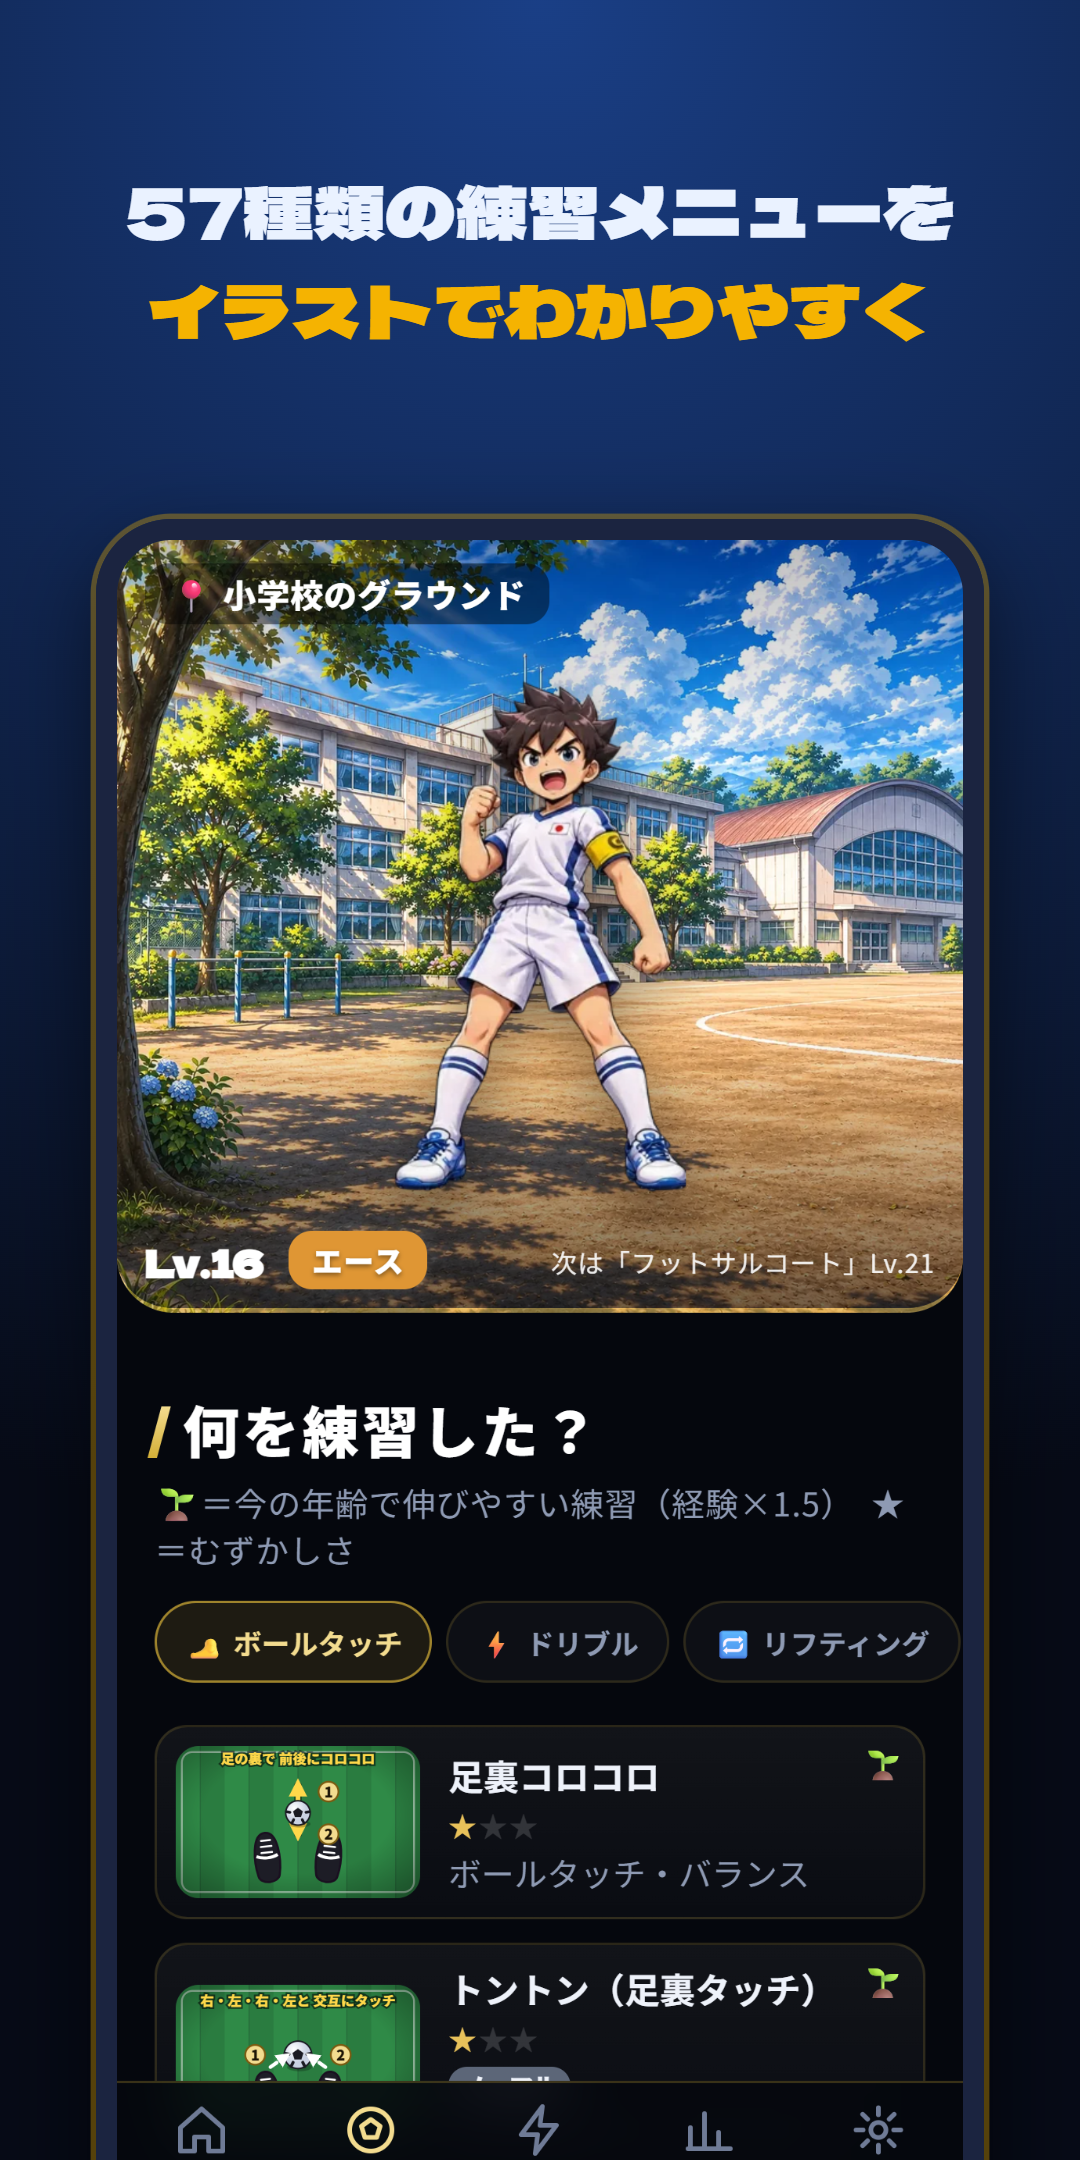 57種類の練習メニューを
イラストでわかりやすく
小学校のグラウンド
Lv.16 エース 次は「フットサルコート」Lv.21
何を練習した？
＝今の年齢で伸びやすい練習（経験×1.5） ★
＝むずかしさ
ボールタッチ ドリブル リフティング
足の裏で 前後にコロコロ
1
2
足裏コロコロ
★★★
ボールタッチ・バランス
右・左・右・左と 交互にタッチ
1 2
トントン（足裏タッチ）
★★★